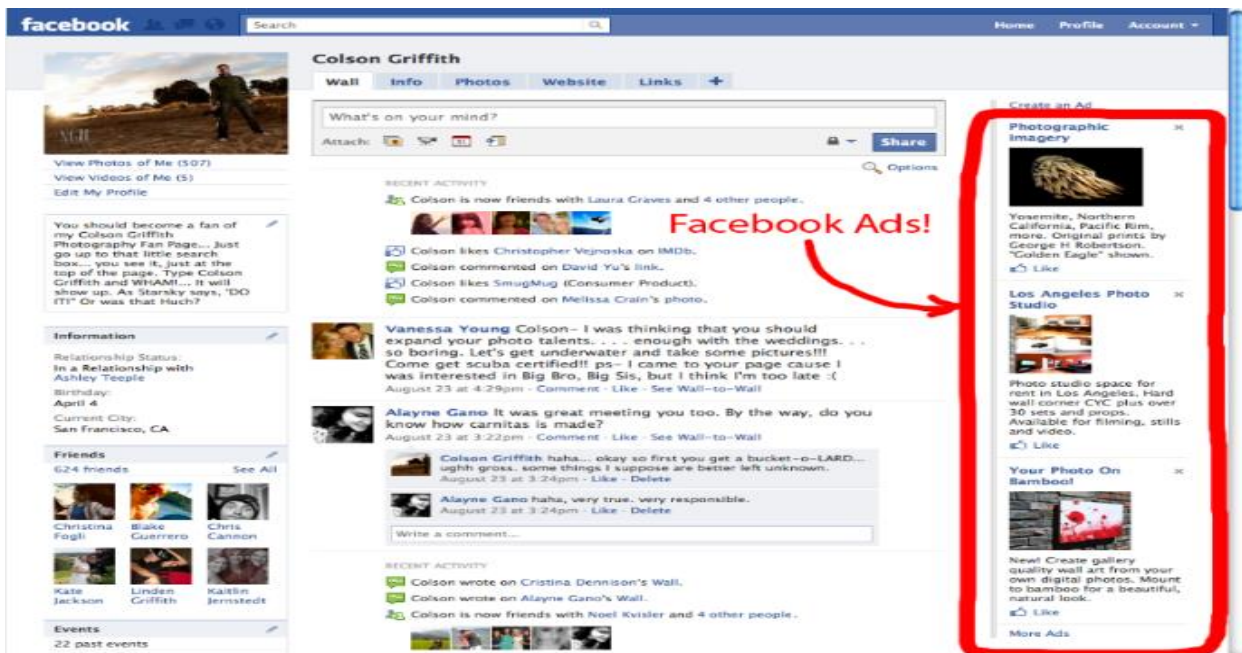 facebook
Search
Home Profile Account
Colson Griffith
Wall Info Photos Website Links +
What's on your mind?
Attach:
Share
Options
View Photos of Me (507)
View Videos of Me (5)
Edit My Profile
You should become a fan of
my Colson Griffith
Photography Fan Page... Just
go up to that little search
box... you see it, just at the
top of the page. Type Colson
Griffith and WHAM!... It will
show up. As Starsky says, "DO
IT!" Or was that Huch?
Information
Relationship Status:
In a Relationship with
Ashley Teeple
Birthday:
April 4
Current City:
San Francisco, CA
Friends
624 friends See All
Christina
Fogli
Blake
Guerrero
Chris
Cannon
Kate
Jackson
Linden
Griffith
Kaitlin
Jernstedt
Events
22 past events
RECENT ACTIVITY
Colson is now friends with Laura Graves and 4 other people.
Colson likes Christopher Vejnoska on IMDb.
Colson commented on David Yu's link.
Colson likes SmugMug (Consumer Product).
Colson commented on Melissa Crain's photo.
Facebook Ads!
Vanessa Young Colson- I was thinking that you should
expand your photo talents. . . . enough with the weddings. . .
so boring. Let's get underwater and take some pictures!!!
Come get scuba certified!! ps- I came to your page cause I
was interested in Big Bro, Big Sis, but I think I'm too late :(
August 23 at 4:29pm · Comment · Like · See Wall-to-Wall
Alayne Gano It was great meeting you too. By the way, do you
know how carnitas is made?
August 23 at 3:22pm · Comment · Like · See Wall-to-Wall
Colson Griffith haha... okay so first you get a bucket-o-LARD...
ughh gross. some things I suppose are better left unknown.
August 23 at 3:24pm · Like · Delete
Alayne Gano haha, very true. very responsible.
August 23 at 3:24pm · Like · Delete
Write a comment...
RECENT ACTIVITY
Colson wrote on Cristina Dennison's Wall.
Colson wrote on Alayne Gano's Wall.
Colson is now friends with Noel Kvisler and 4 other people.
Create an Ad
Photographic
Imagery
Yosemite, Northern
California, Pacific Rim,
more. Original prints by
George H Robertson.
"Golden Eagle" shown.
Like
Los Angeles Photo
Studio
Photo studio space for
rent in Los Angeles, Hard
wall corner CYC plus over
30 sets and props.
Available for filming, stills
and video.
Like
Your Photo On
Bamboo!
New! Create gallery
quality wall art from your
own digital photos. Mount
to bamboo for a beautiful,
natural look.
Like
More Ads